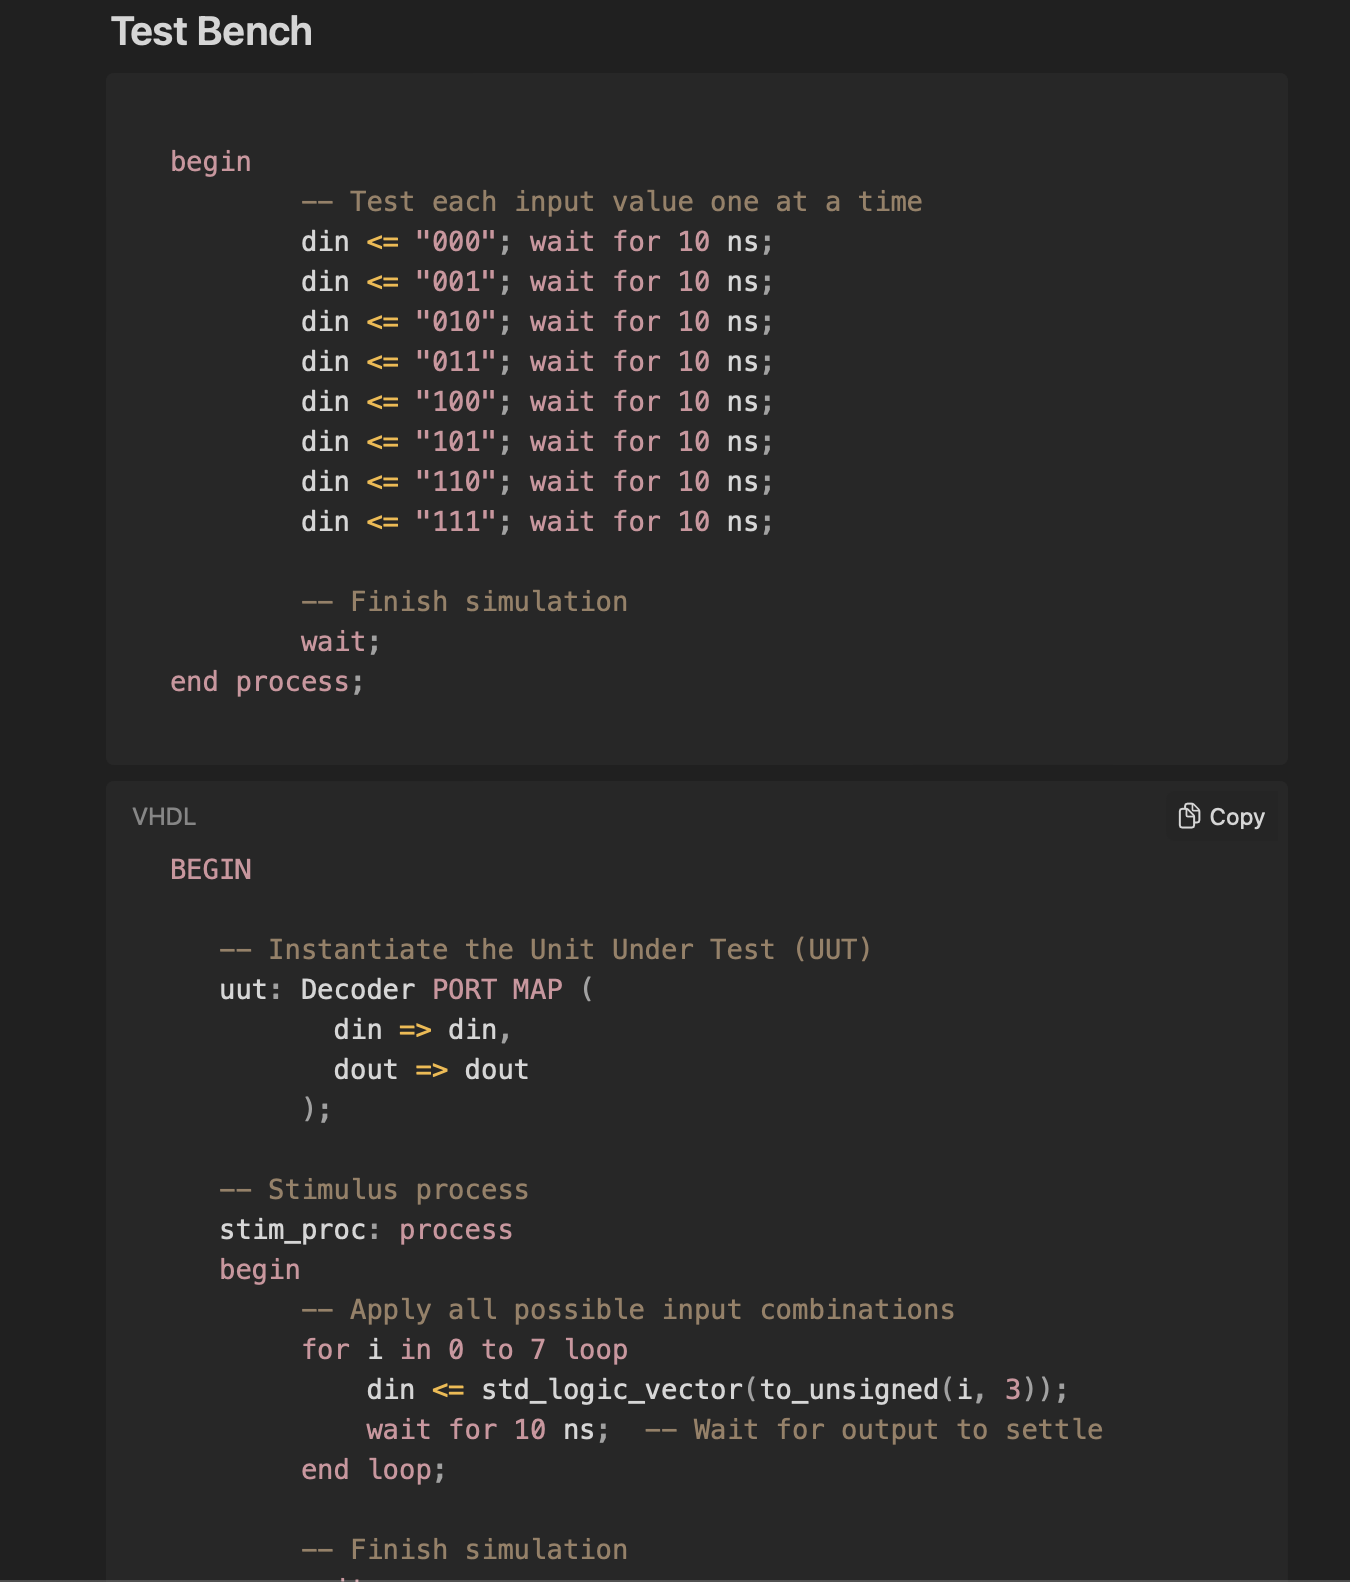 Test Bench
begin
-- Test each input value one at a time
din <= "000"; wait for 10 ns;
din <= "001"; wait for 10 ns;
din <= "010"; wait for 10 ns;
din <= "011"; wait for 10 ns;
din <= "100"; wait for 10 ns;
din <= "101"; wait for 10 ns;
din <= "110"; wait for 10 ns;
din <= "111"; wait for 10 ns;
-- Finish simulation
wait;
end process;
VHDL
Copy
BEGIN
-- Instantiate the Unit Under Test (UUT)
uut: Decoder PORT MAP (
din => din,
dout => dout
);
-- Stimulus process
stim_proc: process
begin
-- Apply all possible input combinations
for i in 0 to 7 loop
din <= std_logic_vector(to_unsigned(i, 3));
wait for 10 ns;  -- Wait for output to settle
end loop;
-- Finish simulation